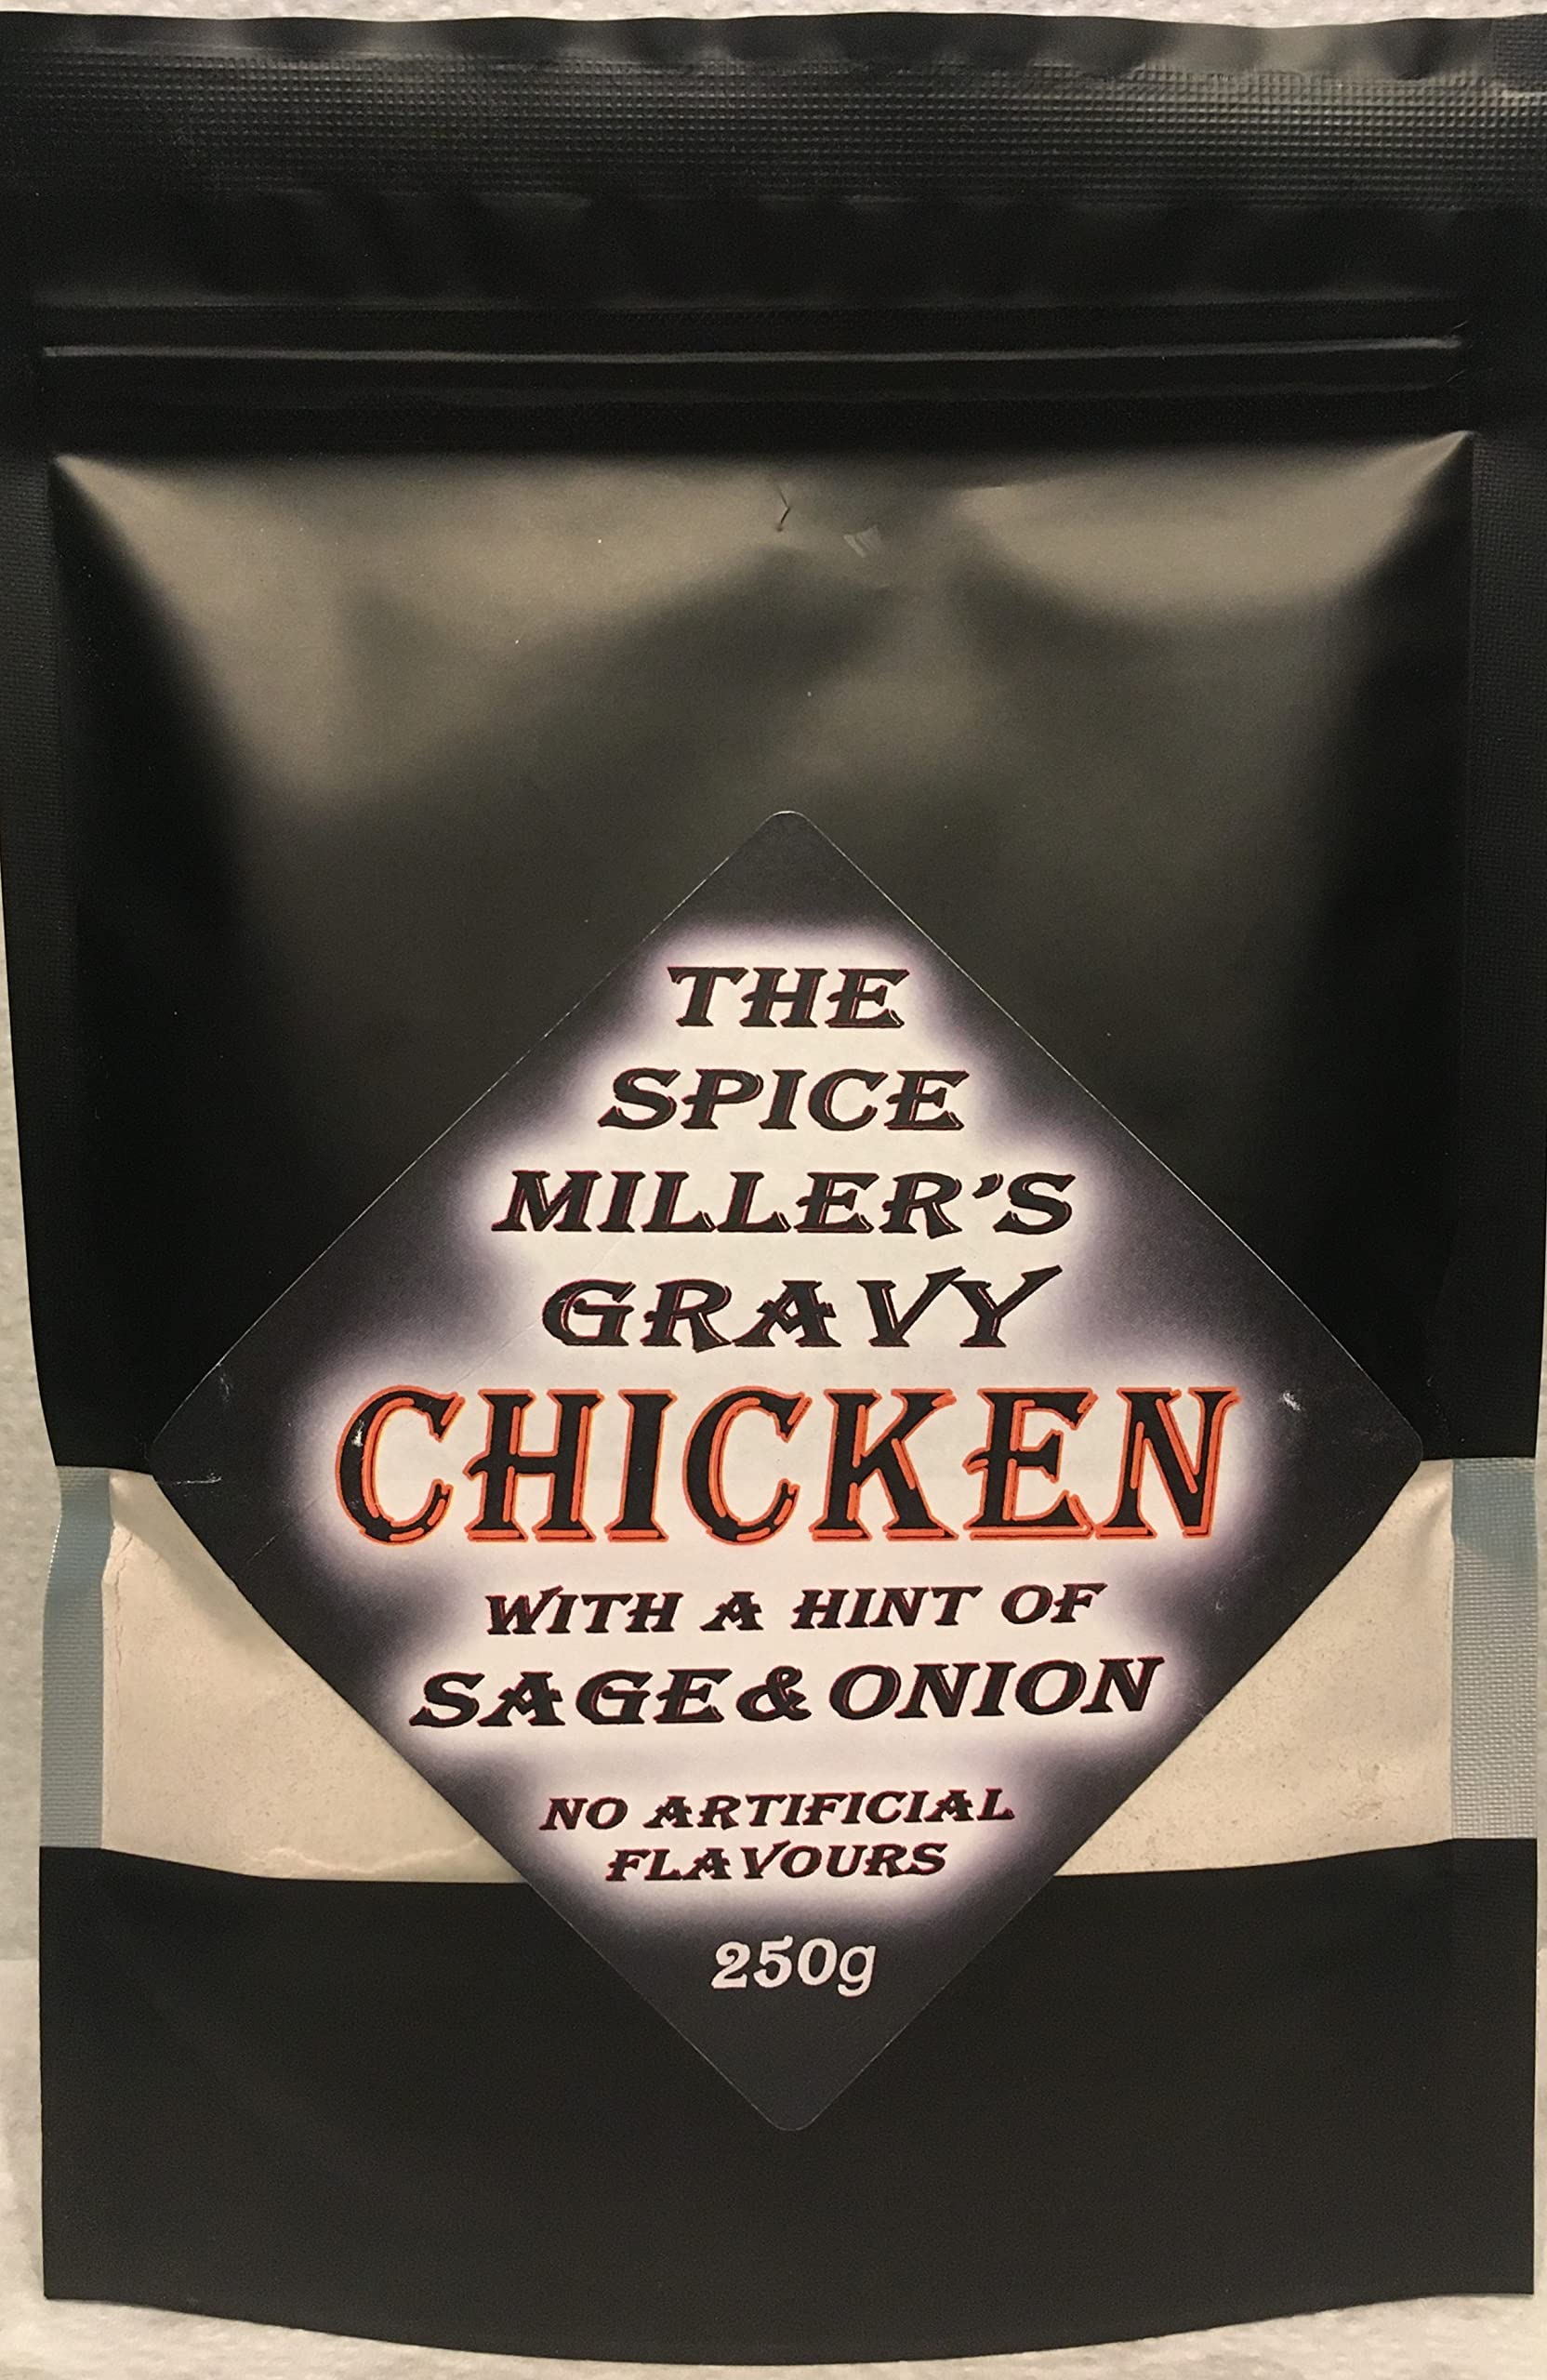 THE
SPICE
MILLER'S
GRAVY
CHICKEN
WITH A HINT OF
SAGE & ONION
NO ARTIFICIAL
FLAVOURS
250g